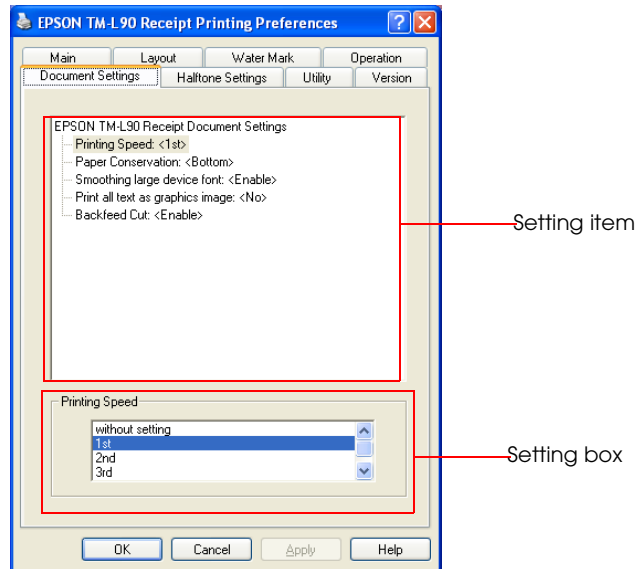 EPSON TM-L90 Receipt Printing Preferences
Main Layout Water Mark Operation
Document Settings Halftone Settings Utility Version
EPSON TM-L90 Receipt Document Settings
Printing Speed: <1st>
Paper Conservation: <Bottom>
Smoothing large device font: <Enable>
Print all text as graphics image: <No>
Backfeed Cut: <Enable>
Setting item
Printing Speed
without setting
1st
2nd
3rd
Setting box
OK Cancel Apply Help